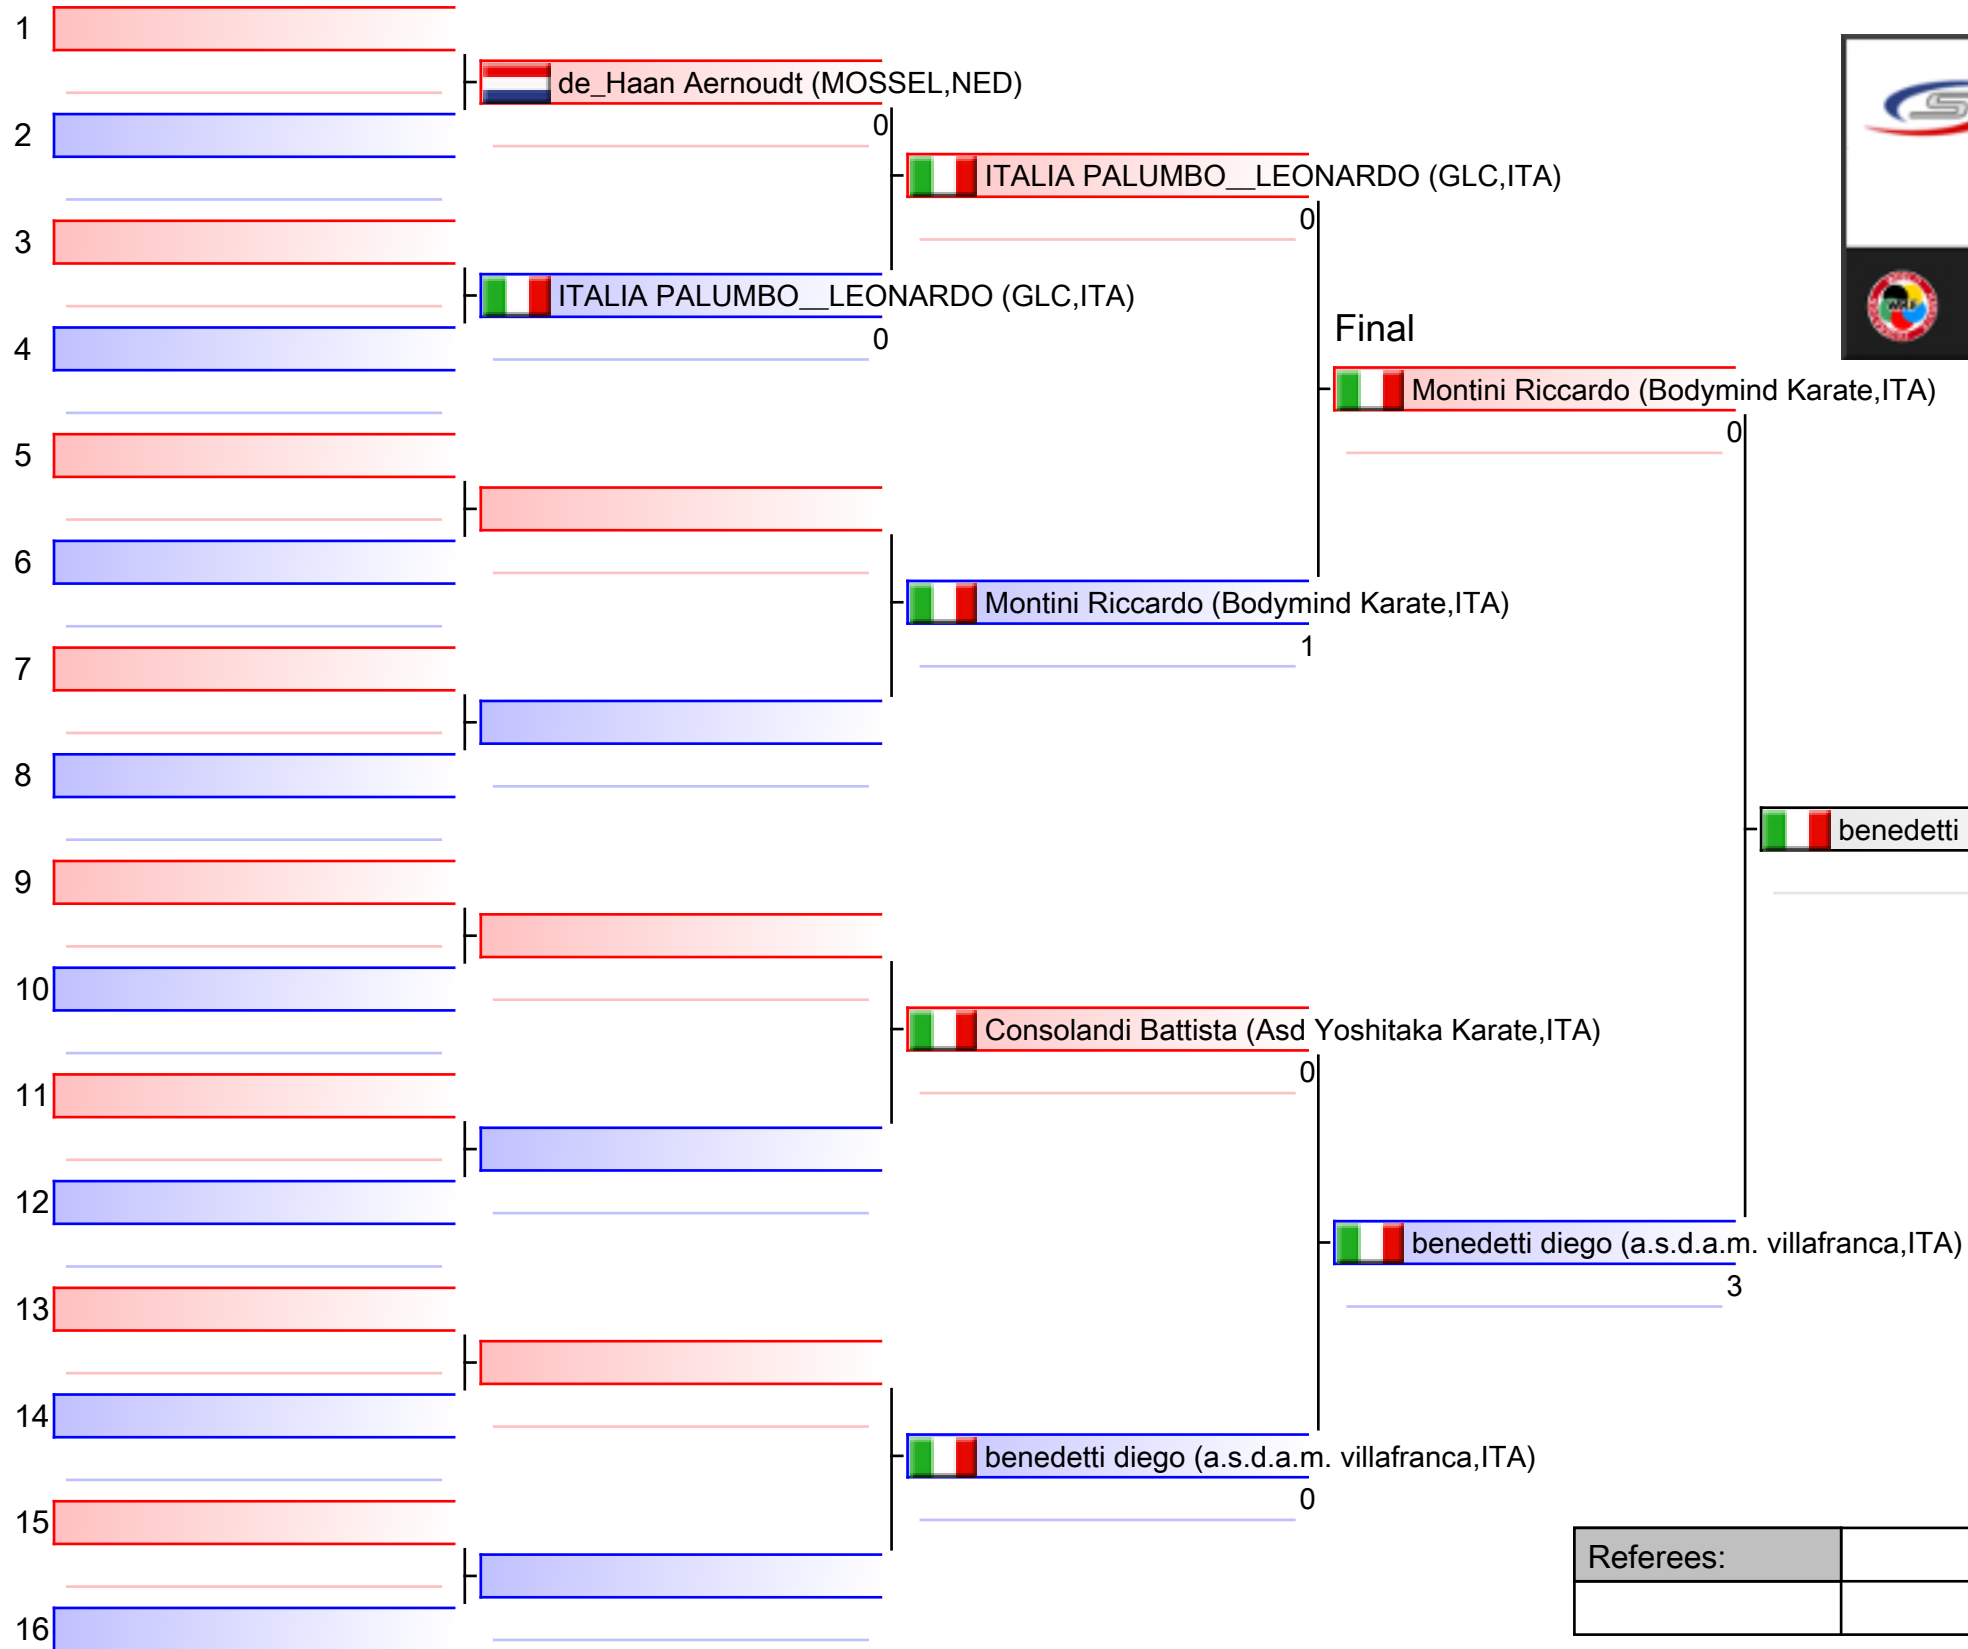 1
de_Haan Aernoudt (MOSSEL,NED)
0
2
ITALIA PALUMBO__LEONARDO (GLC,ITA)
0
3
ITALIA PALUMBO__LEONARDO (GLC,ITA)
0
4
Final
Montini Riccardo (Bodymind Karate,ITA)
0
5
6
Montini Riccardo (Bodymind Karate,ITA)
1
7
8
benedetti
9
10
Consolandi Battista (Asd Yoshitaka Karate,ITA)
0
11
12
benedetti diego (a.s.d.a.m. villafranca,ITA)
3
13
14
benedetti diego (a.s.d.a.m. villafranca,ITA)
0
15
Referees:
16